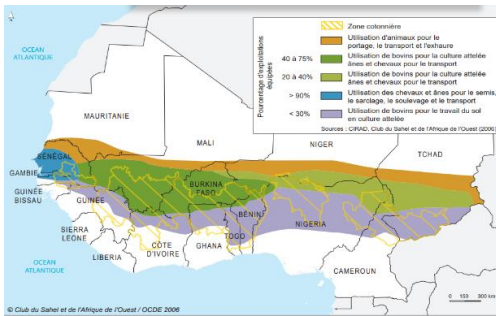 Zone cotonnière
Utilisation d'animaux pour le
portage, le transport et l'exhaure
Pourcentage d'exploitations
équipées
40 à 75%
Utilisation de bovins pour la culture attelée
ânes et chevaux pour le transport
20 à 40%
Utilisation de bovins pour la culture attelée
ânes et chevaux pour le transport
> 90%
Utilisation des chevaux et ânes pour le semis,
le sarclage, le soulevage et le transport
< 30%
Utilisation de bovins pour le travail du sol
en culture attelée
Sources : CIRAD, Club du Sahel et de l'Afrique de l'Ouest (2006)
OCEAN
ATLANTIQUE
MAURITANIE
MALI
NIGER
TCHAD
SÉNÉGAL
GAMBIE
GUINÉE
BISSAU
GUINÉE
BURKINA
FASO
BÉNIN
NIGERIA
SIERRA
LEONE
CÔTE
D'IVOIRE
GHANA
TOGO
LIBERIA
CAMEROUN
OCEAN
ATLANTIQUE
0 153 300 km
© Club du Sahel et de l'Afrique de l'Ouest / OCDE 2006